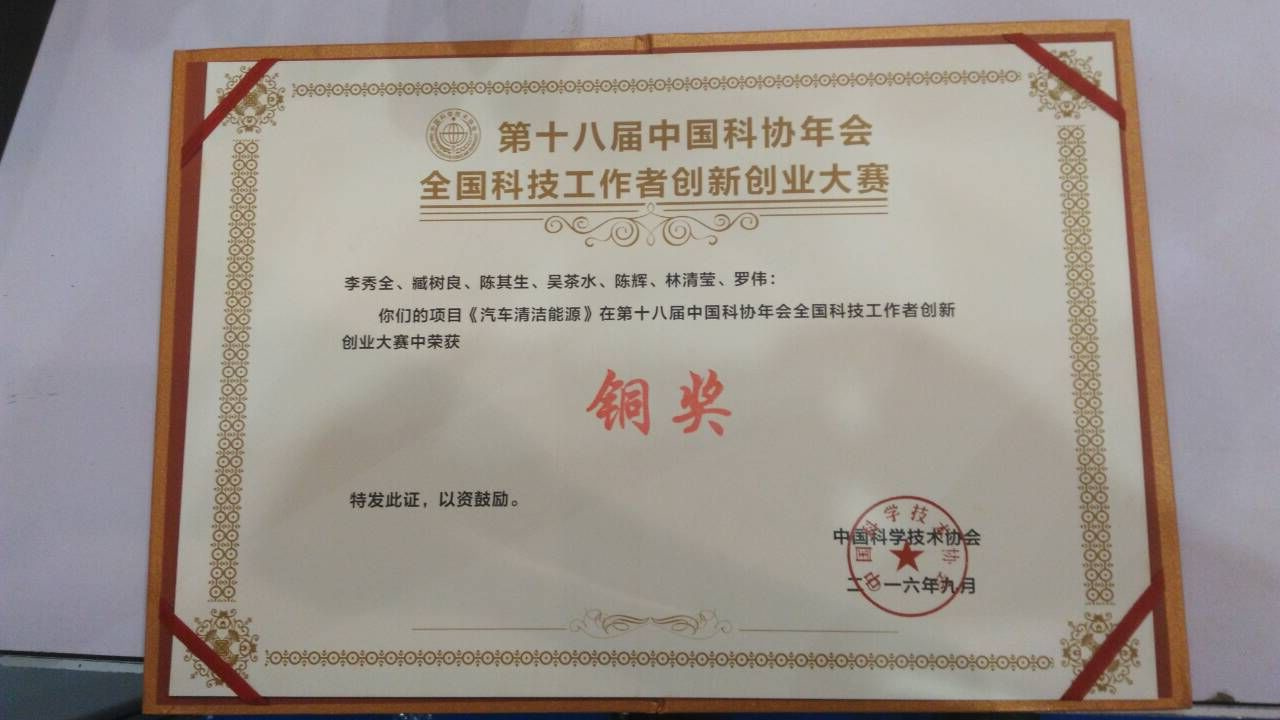 第十八届中国科协年会
全国科技工作者创新创业大赛
李秀全、臧树良、陈其生、吴茶水、陈辉、林清莹、罗伟：
你们的项目《汽车清洁能源》在第十八届中国科协年会全国科技工作者创新
创业大赛中荣获
铜奖
特发此证，以资鼓励。
中国科学技术协会
二〇一六年九月